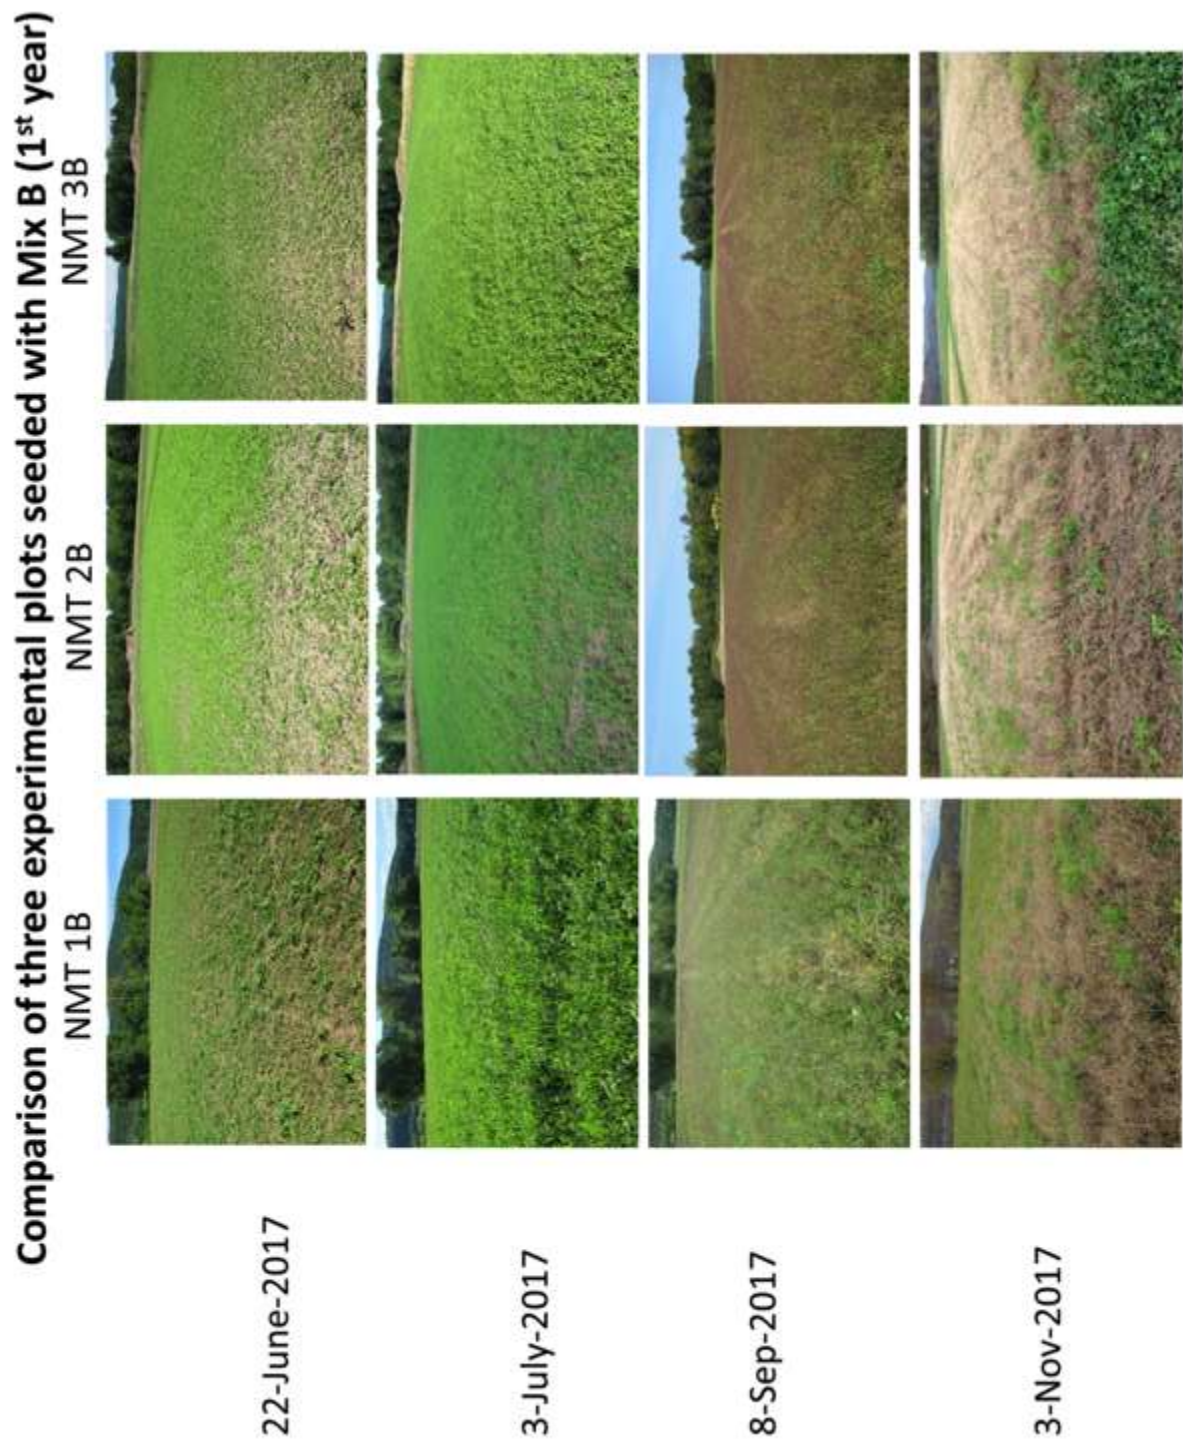 Comparison of three experimental plots seeded with Mix B (1st year)
NMT 1B
NMT 2B
NMT 3B
22-June-2017
3-July-2017
8-Sep-2017
3-Nov-2017